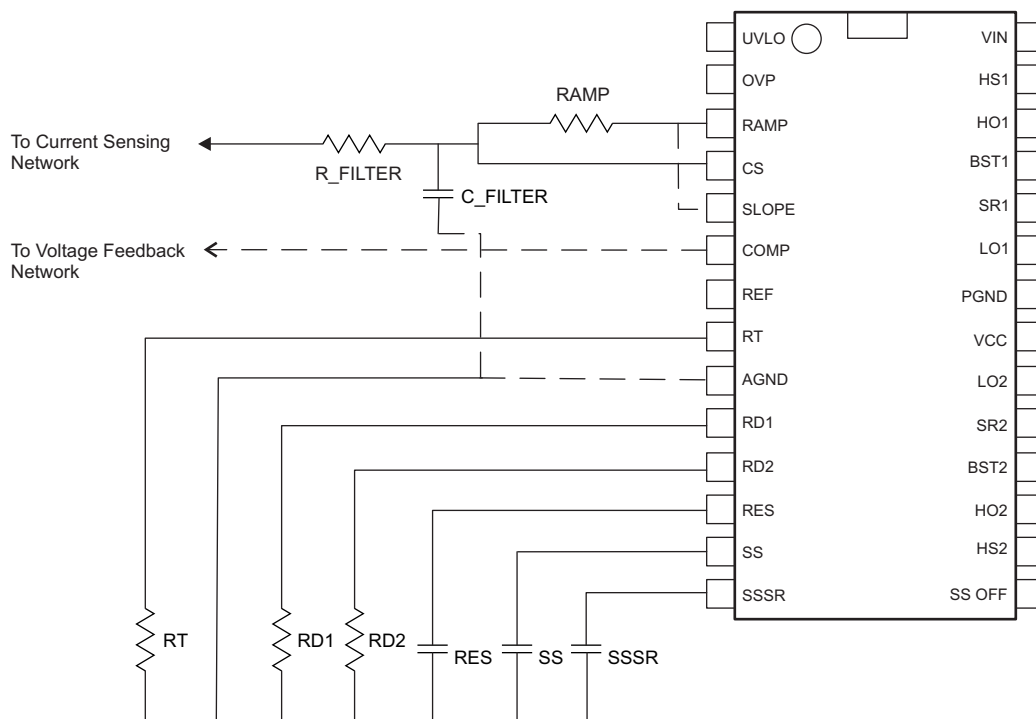 UVLO
VIN
OVP
HS1
RAMP
RAMP
HO1
To Current Sensing
Network
R_FILTER
CS
BST1
C_FILTER
SLOPE
SR1
To Voltage Feedback
Network
COMP
LO1
REF
PGND
RT
VCC
AGND
LO2
RD1
SR2
RD2
BST2
RES
HO2
SS
HS2
SSSR
SS OFF
RT
RD1
RD2
RES
SS
SSSR